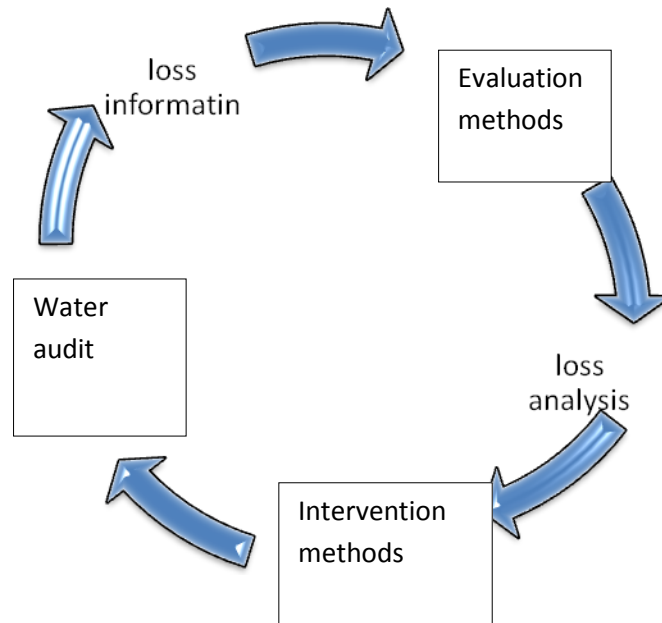 loss
informatin
Evaluation
methods
loss
analysis
Intervention
methods
Water
audit